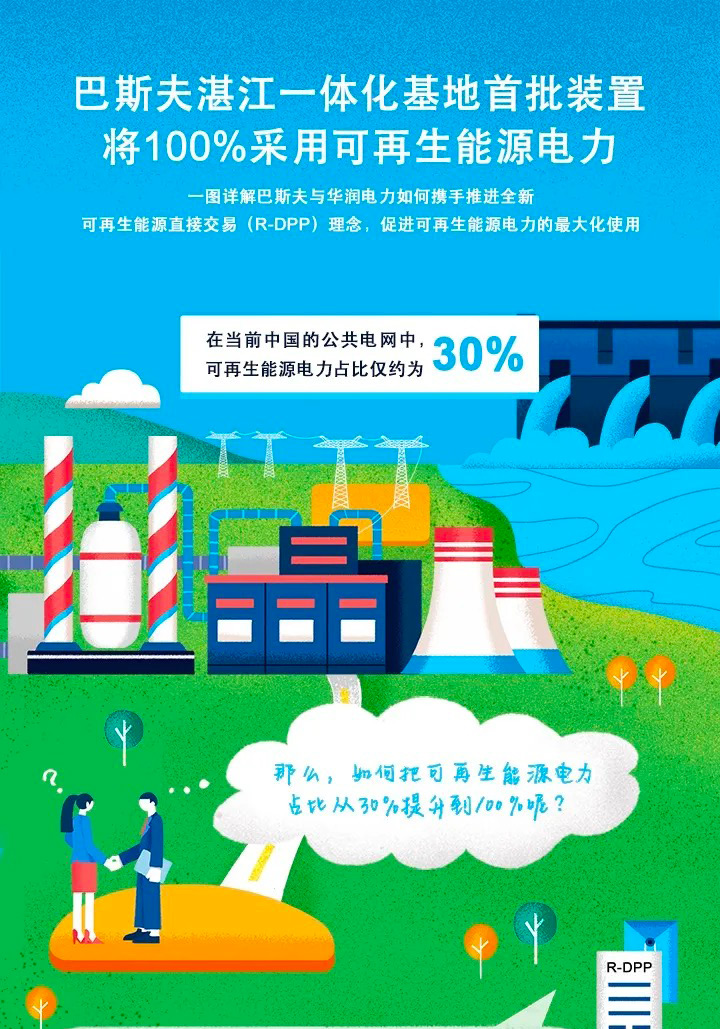 巴斯夫湛江一体化基地首批装置
将100%采用可再生能源电力
一图详解巴斯夫与华润电力如何携手推进全新
可再生能源直接交易（R-DPP）理念，促进可再生能源电力的最大化使用
在当前中国的公共电网中，
可再生能源电力占比仅约为 30%
那么，如何把可再生能源电力
占比从30%提升到100%呢？
R-DPP